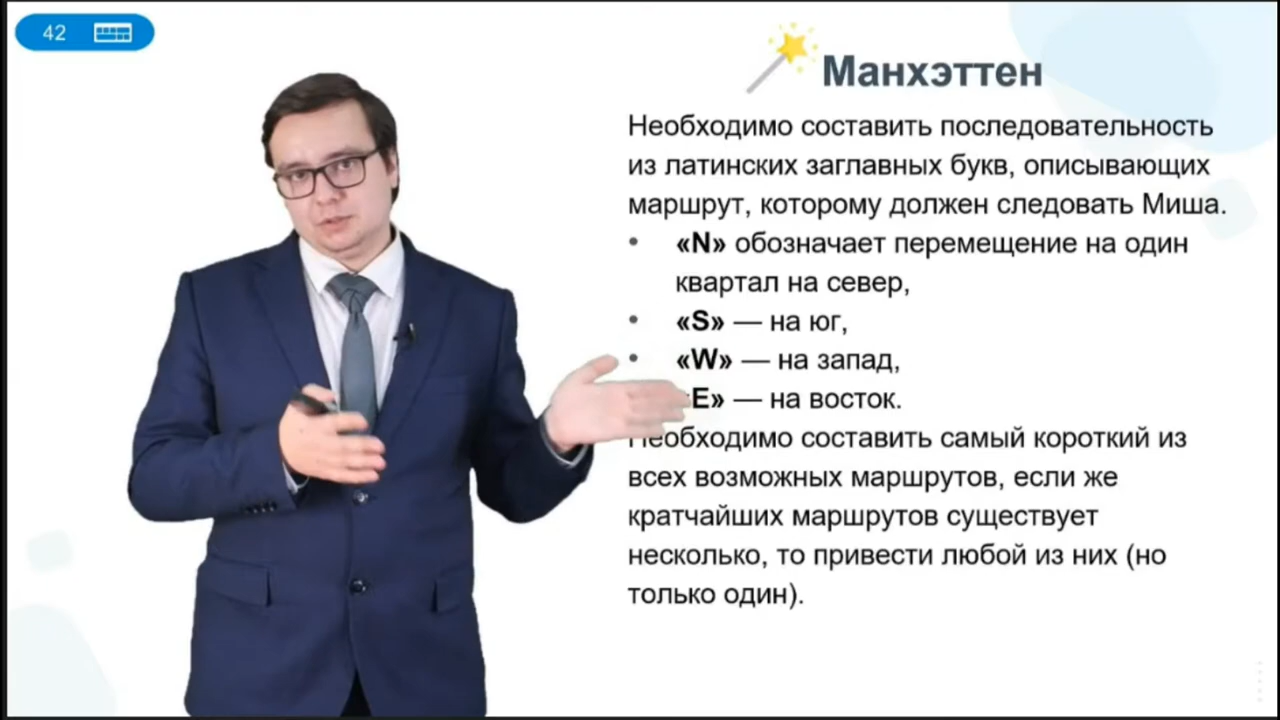 42
Манхэттен
Необходимо составить последовательность
из латинских заглавных букв, описывающих
маршрут, которому должен следовать Миша.
• «N» обозначает перемещение на один
квартал на север,
• «S» — на юг,
• «W» — на запад,
E» — на восток.
Необходимо составить самый короткий из
всех возможных маршрутов, если же
кратчайших маршрутов существует
несколько, то привести любой из них (но
только один).